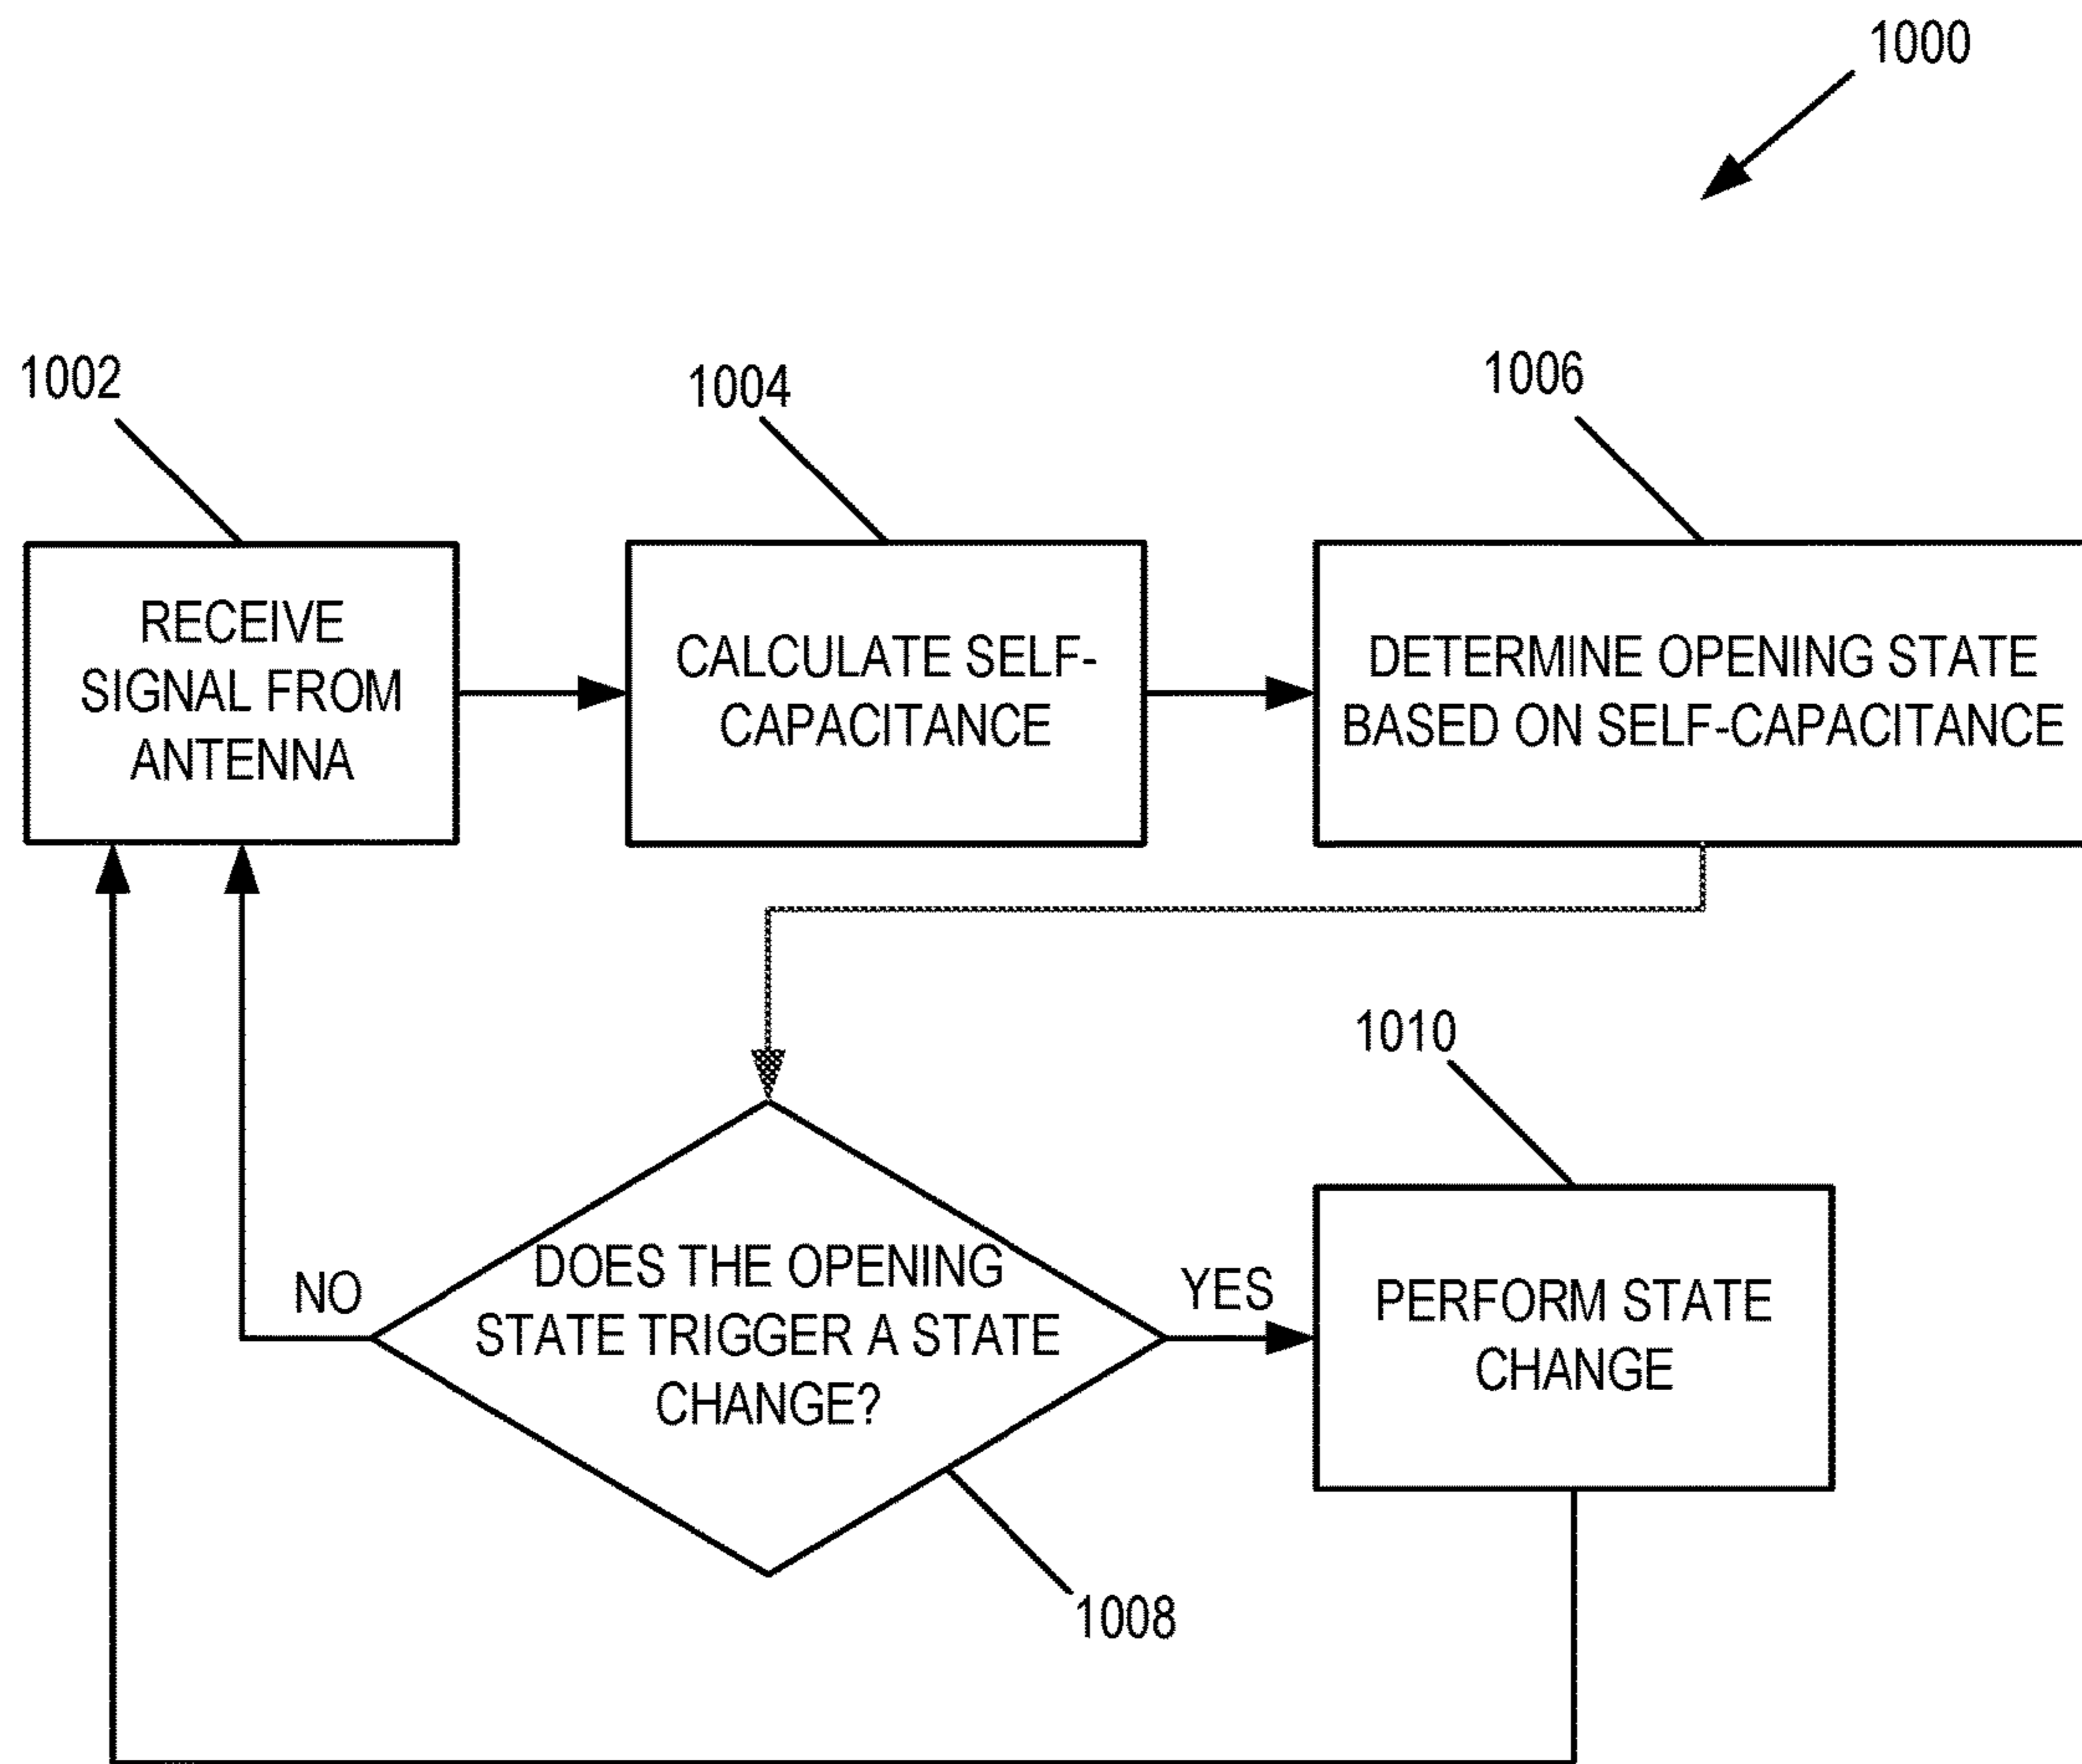 1000
1002
1004
1006
RECEIVE
SIGNAL FROM
ANTENNA
CALCULATE SELF-
CAPACITANCE
DETERMINE OPENING STATE
BASED ON SELF-CAPACITANCE
1010
NO
DOES THE OPENING
STATE TRIGGER A STATE
CHANGE?
YES
PERFORM STATE
CHANGE
1008